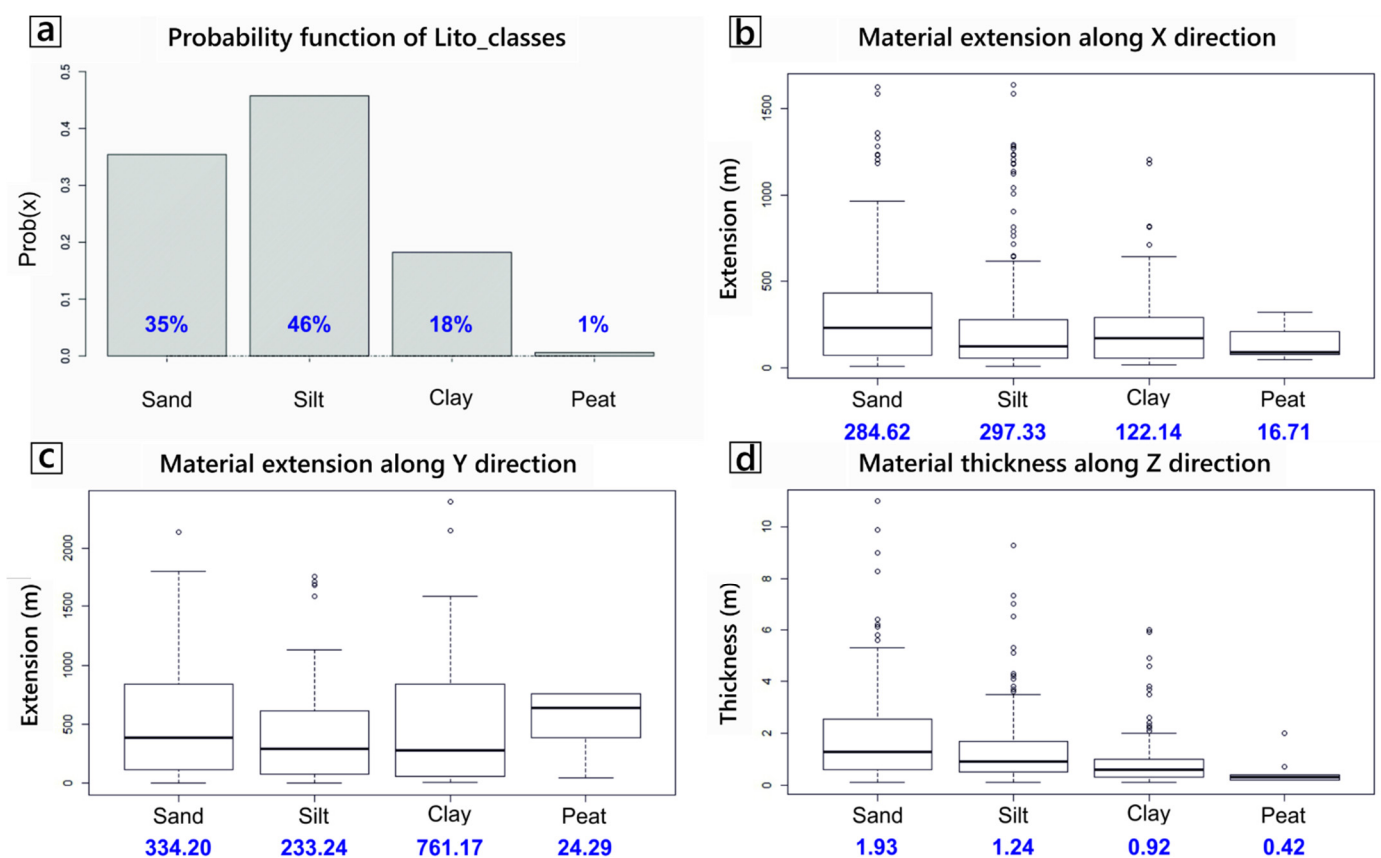 a
Probability function of Lito_classes
Prob(x)
0.5
0.4
0.3
0.2
0.1
0.0
35% 46% 18% 1%
Sand Silt Clay Peat
b
Material extension along X direction
Extension (m)
1500
1000
500
0
Sand Silt Clay Peat
284.62 297.33 122.14 16.71
c
Material extension along Y direction
Extension (m)
2000
1500
1000
500
0
Sand Silt Clay Peat
334.20 233.24 761.17 24.29
d
Material thickness along Z direction
Thickness (m)
10
8
6
4
2
0
Sand Silt Clay Peat
1.93 1.24 0.92 0.42